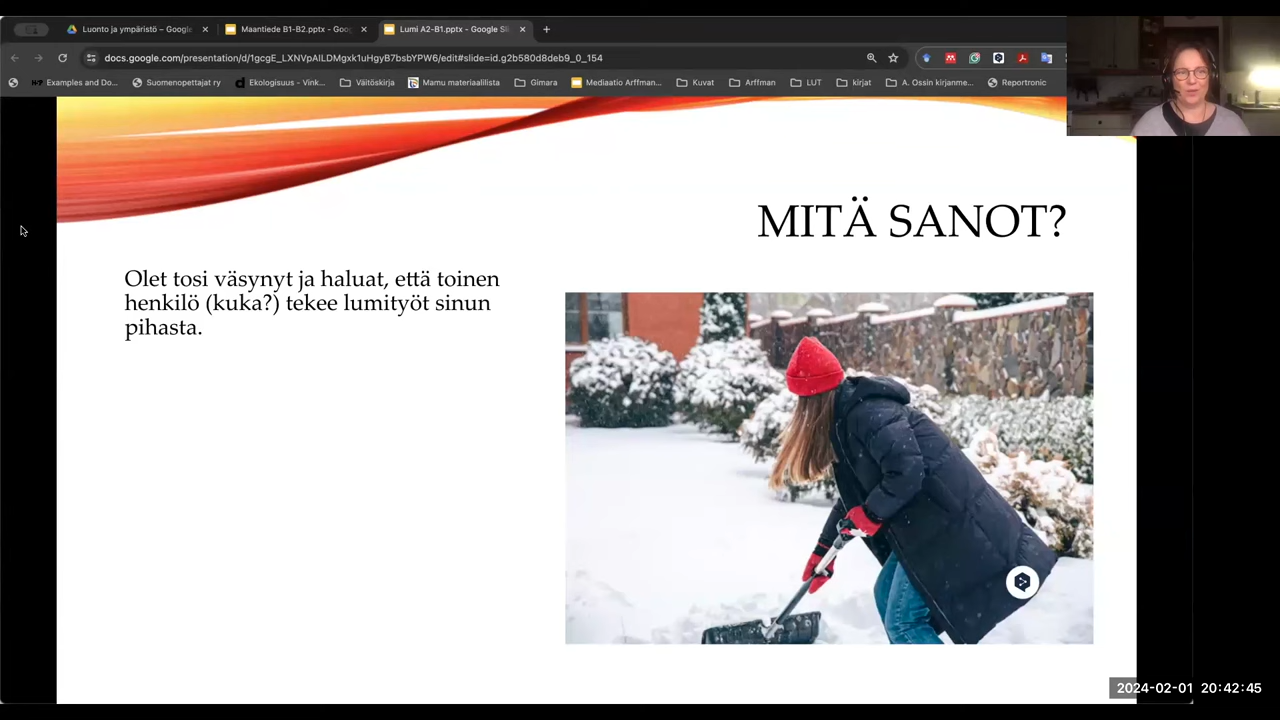 Luonto ja ympäristö – Google
Maantiede B1-B2.pptx - Goog
Lumi A2-B1.pptx - Google Sli
docs.google.com/presentation/d/1gcgE_LXNVpAILDMgxk1uHgyB7bsbYPW6/edit#slide=id.g2b580d8deb9_0_154
Examples and Do...
Suomenopettajat ry
Ekologisuus - Vink...
Väitöskirja
Mamu materiaalilista
Gimara
Mediaatio Arffman...
Kuvat
Arffman
LUT
kirjat
A. Ossin kirjanme...
Reportronic
MITÄ SANOT?
Olet tosi väsynyt ja haluat, että toinen
henkilö (kuka?) tekee lumityöt sinun
pihasta.
2024-02-01 20:42:45